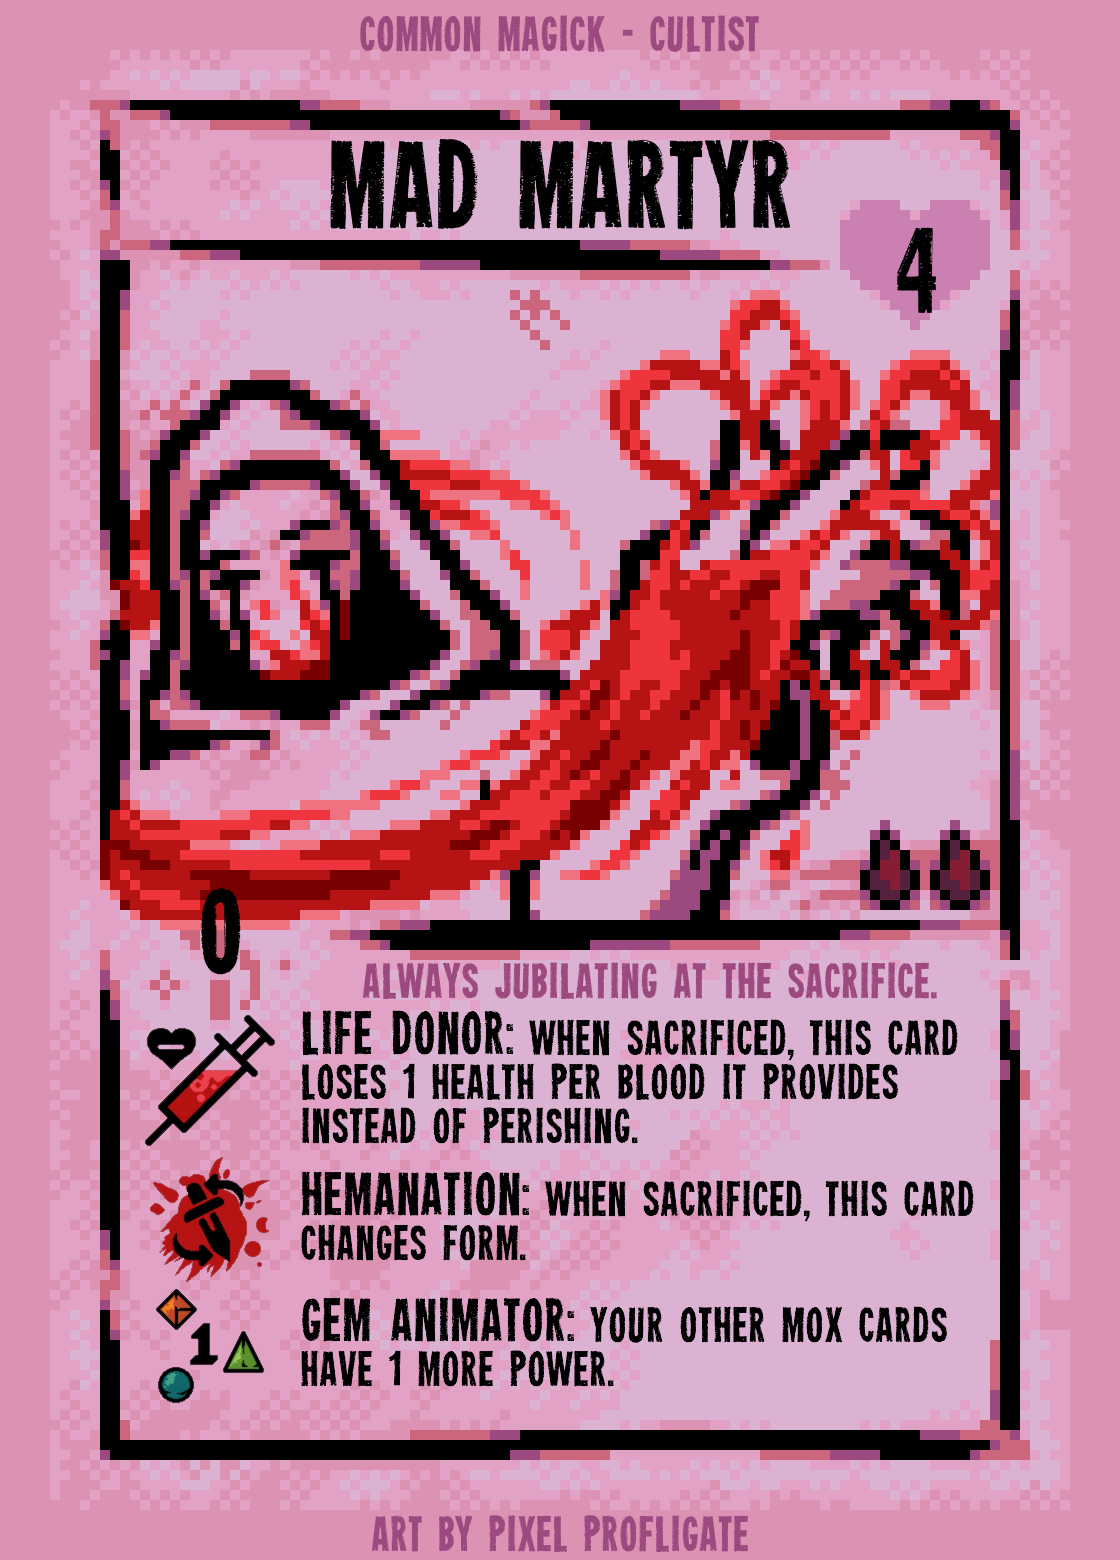 COMMON MAGICK - CULTIST
MAD MARTYR
4
0
ALWAYS JUBILATING AT THE SACRIFICE.
LIFE DONOR: WHEN SACRIFICED, THIS CARD
LOSES 1 HEALTH PER BLOOD IT PROVIDES
INSTEAD OF PERISHING.
HEMANATION: WHEN SACRIFICED, THIS CARD
CHANGES FORM.
1
GEM ANIMATOR: YOUR OTHER MOX CARDS
HAVE 1 MORE POWER.
ART BY PIXEL PROFLIGATE